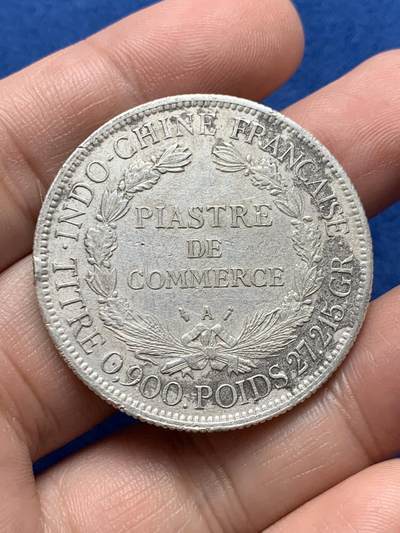 INDO-CHINE FRANÇAISE
PIASTRE
DE
COMMERCE
A
TITRE 0,900. POIDS 27,215 GR.